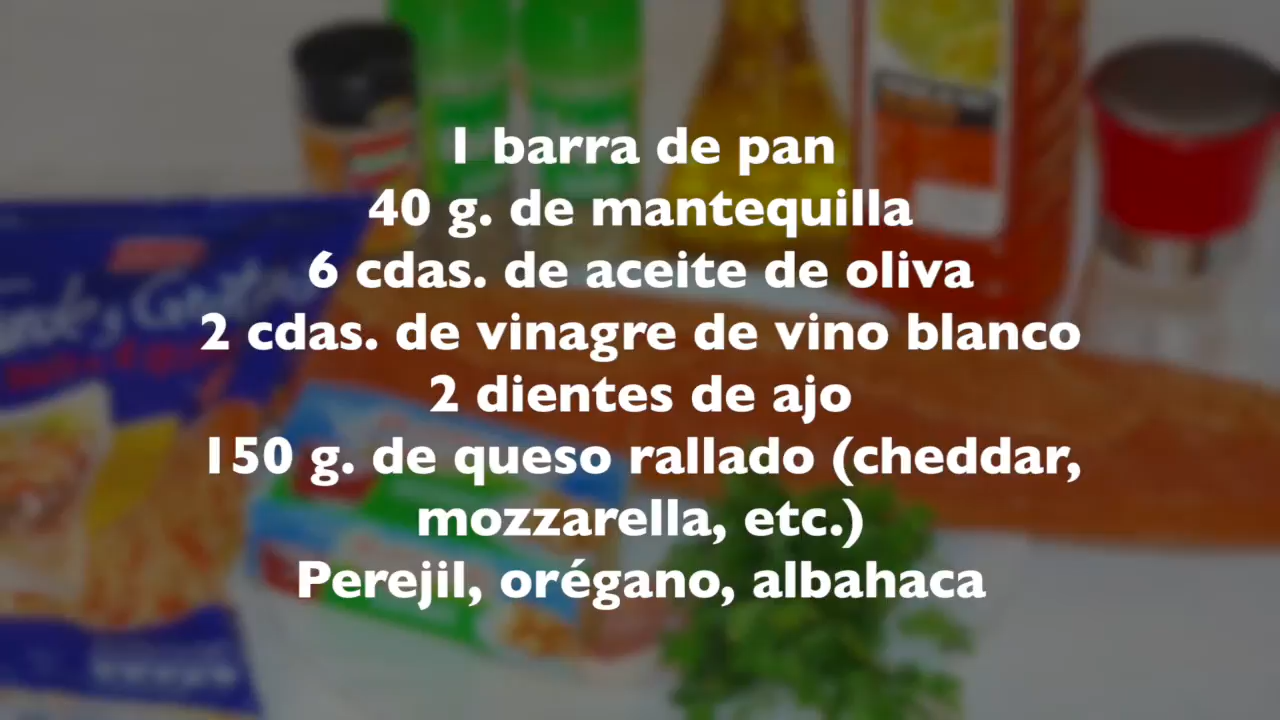 1 barra de pan
40 g. de mantequilla
6 cdas. de aceite de oliva
2 cdas. de vinagre de vino blanco
2 dientes de ajo
150 g. de queso rallado (cheddar,
mozzarella, etc.)
Perejil, orégano, albahaca